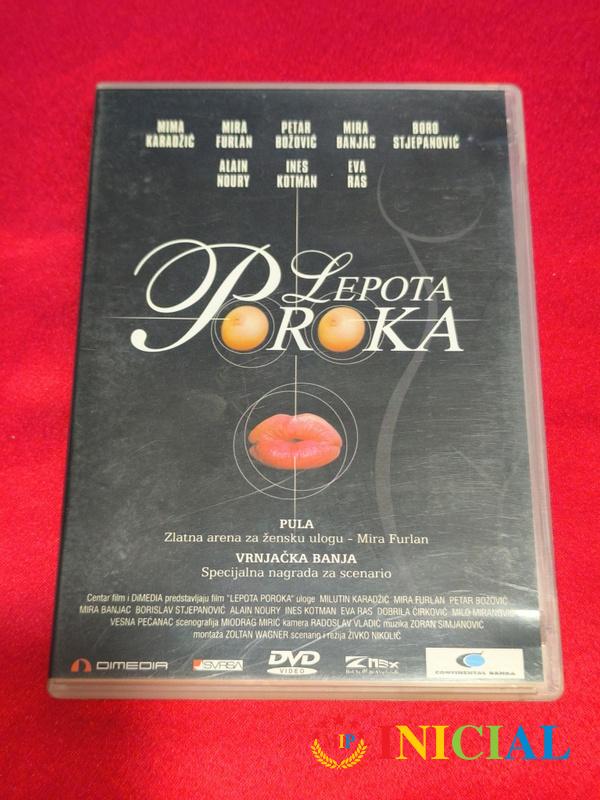 MIMA KARADŽIĆ
MIRA FURLAN
PETAR BOŽOVIĆ
MIRA BANJAC
BORO STJEPANOVIĆ
ALAIN NOURY
INES KOTMAN
EVA RAS
LEPOTA
POROKA
PULA
Zlatna arena za žensku ulogu - Mira Furlan
VRNJAČKA BANJA
Specijalna nagrada za scenario
Centar film i DiMEDIA predstavljaju film "LEPOTA POROKA" uloge MILUTIN KARADŽIĆ MIRA FURLAN PETAR BOŽOVIĆ
MIRA BANJAC BORISLAV STJEPANOVIĆ ALAIN NOURY INES KOTMAN EVA RAS DOBRILA ĆIRKOVIĆ MILO MIRANOVIĆ
VESNA PEĆANAC scenografija MIODRAG MIRIĆ kamera RADOSLAV VLADIĆ muzika ZORAN SIMJANOVIĆ
montaža ZOLTAN WAGNER scenario i režija ŽIVKO NIKOLIĆ
DIMEDIA
SVRSA
DVD
VIDEO
CONTINENTAL BANKA
IP
INICIAL